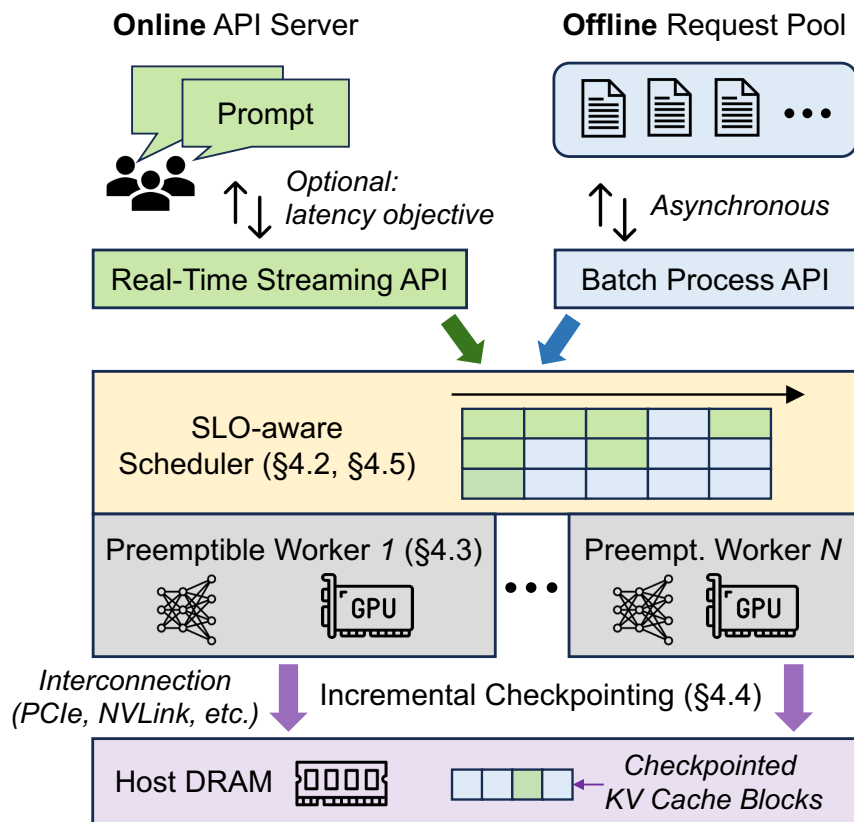 Online API Server
Offline Request Pool
Prompt
Optional:
latency objective
Asynchronous
Real-Time Streaming API
Batch Process API
SLO-aware
Scheduler (§4.2, §4.5)
Preemptible Worker 1 (§4.3)
Preempt. Worker N
GPU
GPU
Interconnection
(PCIe, NVLink, etc.)
Incremental Checkpointing (§4.4)
Host DRAM
Checkpointed
KV Cache Blocks